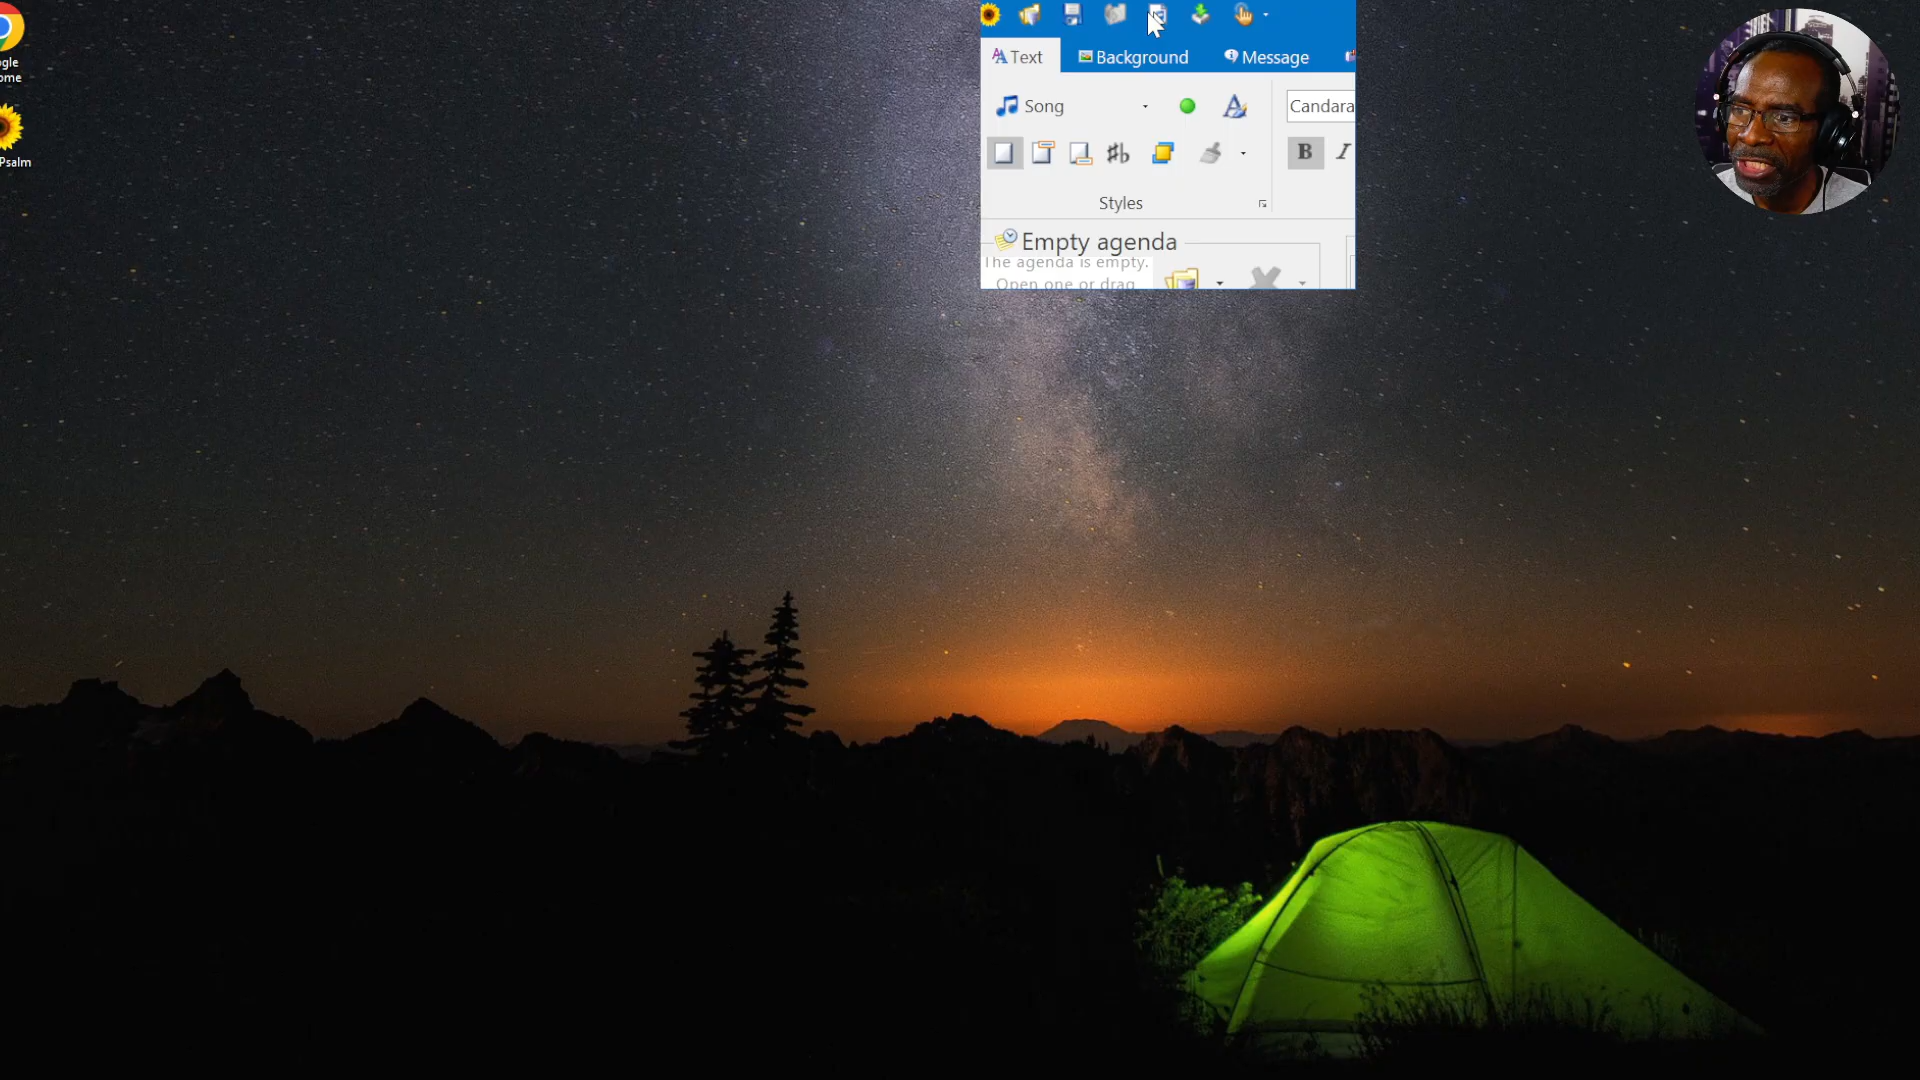 gle
ome
Psalm
Text
Background
Message
Song
Candara
B
I
Styles
Empty agenda
The agenda is empty.
Open one or drag